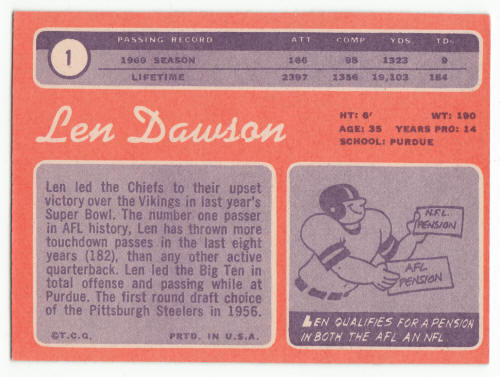 1
PASSING RECORD ATT COMP YDS. TDS
1969 SEASON 166 98 1323 9
LIFETIME 2397 1356 19,103 184
Len Dawson
HT: 6' WT: 190
AGE: 35 YEARS PRO: 14
SCHOOL: PURDUE
Len led the Chiefs to their upset
victory over the Vikings in last year's
Super Bowl. The number one passer
in AFL history, Len has thrown more
touchdown passes in the last eight
years (182), than any other active
quarterback. Len led the Big Ten in
total offense and passing while at
Purdue. The first round draft choice
of the Pittsburgh Steelers in 1956.
©T.C.G. PRTD. IN U.S.A.
N.F.L.
PENSION
AFL
PENSION
LEN QUALIFIES FOR A PENSION
IN BOTH THE AFL AN NFL.